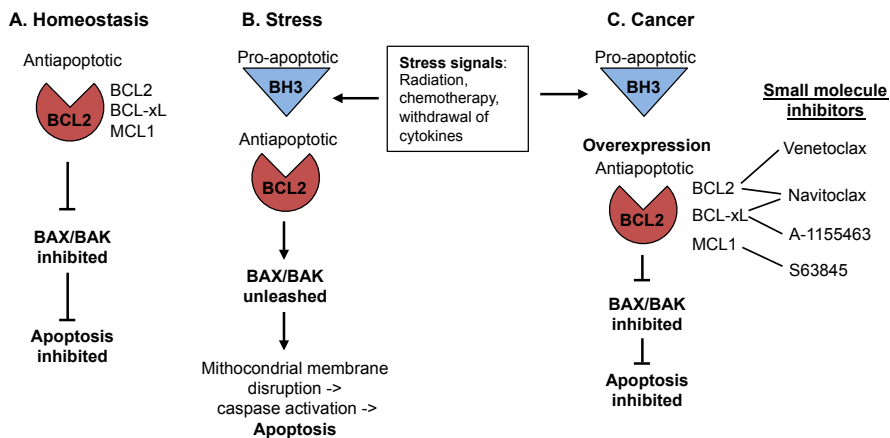 A. Homeostasis
Antiapoptotic
BCL2
BCL2
BCL-xL
MCL1
BAX/BAK
inhibited
Apoptosis
inhibited
B. Stress
Pro-apoptotic
BH3
Antiapoptotic
BCL2
BAX/BAK
unleashed
Mithocondrial membrane
disruption ->
caspase activation ->
Apoptosis
Stress signals:
Radiation,
chemotherapy,
withdrawal of
cytokines
C. Cancer
Pro-apoptotic
BH3
Overexpression
Antiapoptotic
BCL2
BCL2
BCL-xL
MCL1
BAX/BAK
inhibited
Apoptosis
inhibited
Small molecule
inhibitors
Venetoclax
Navitoclax
A-1155463
S63845